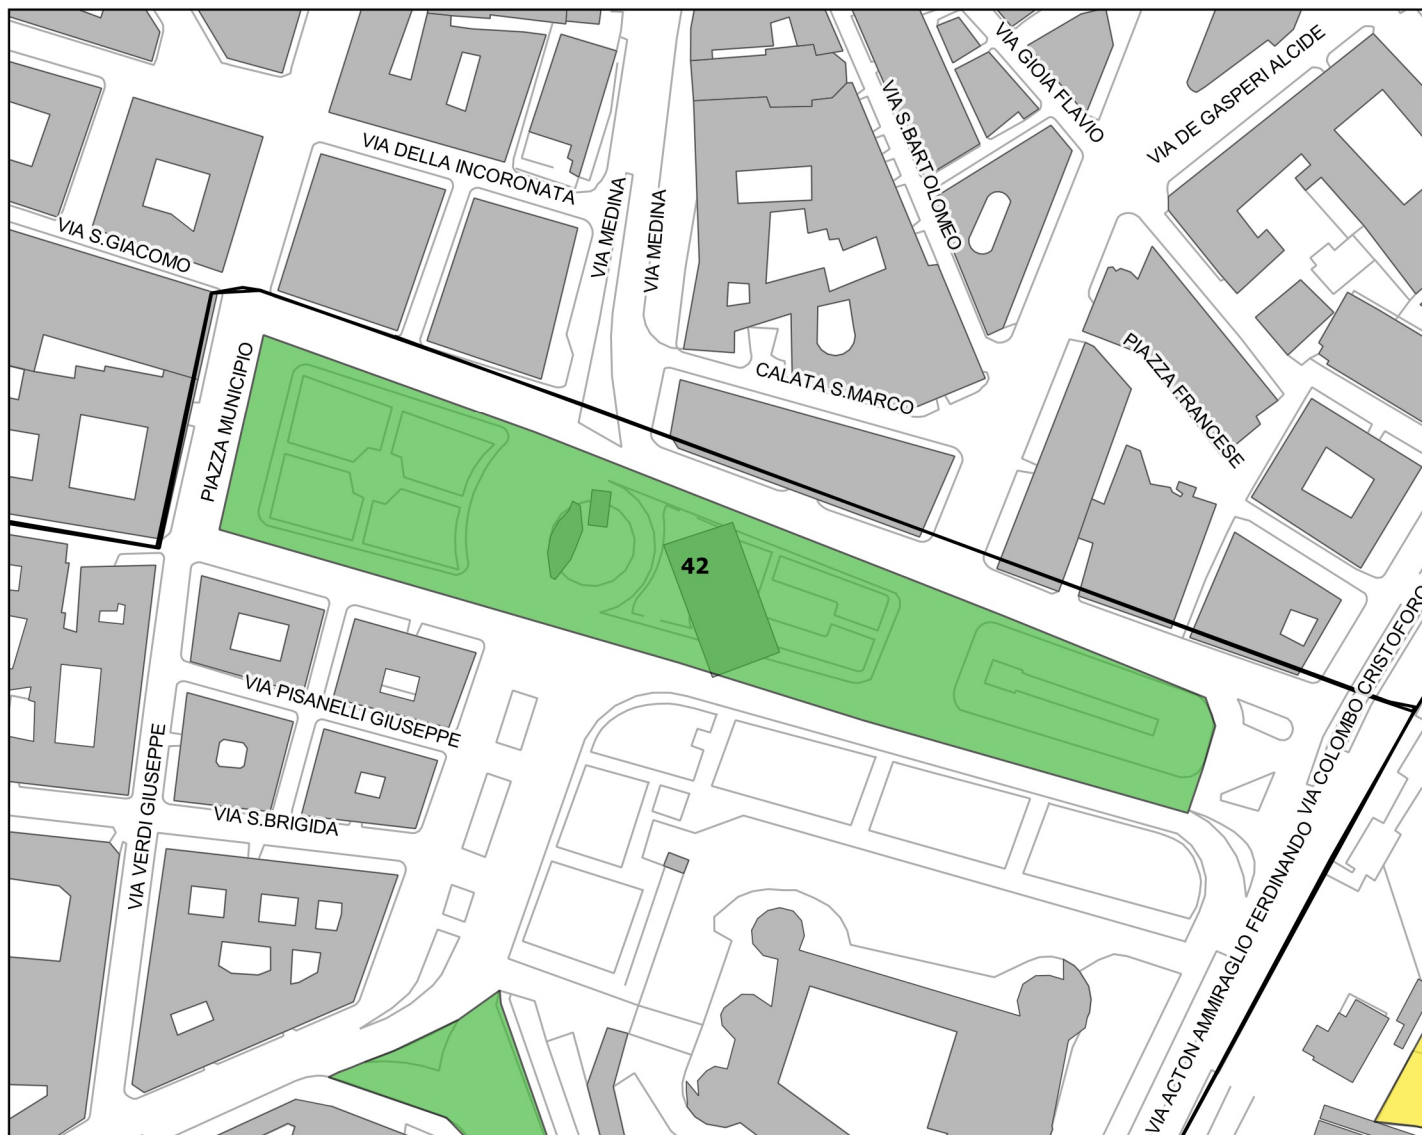 VIA GIOIA FLAVIO
VIA DE GASPERI ALCIDE
VIA S.BARTOLOMEO
VIA DELLA INCORONATA
VIA MEDINA
VIA MEDINA
VIA S.GIACOMO
PIAZZA MUNICIPIO
CALATA S.MARCO
PIAZZA FRANCESE
42
VIA COLOMBO CRISTOFORO
VIA PISANELLI GIUSEPPE
VIA VERDI GIUSEPPE
VIA S.BRIGIDA
VIA ACTON AMMIRAGLIO FERDINANDO